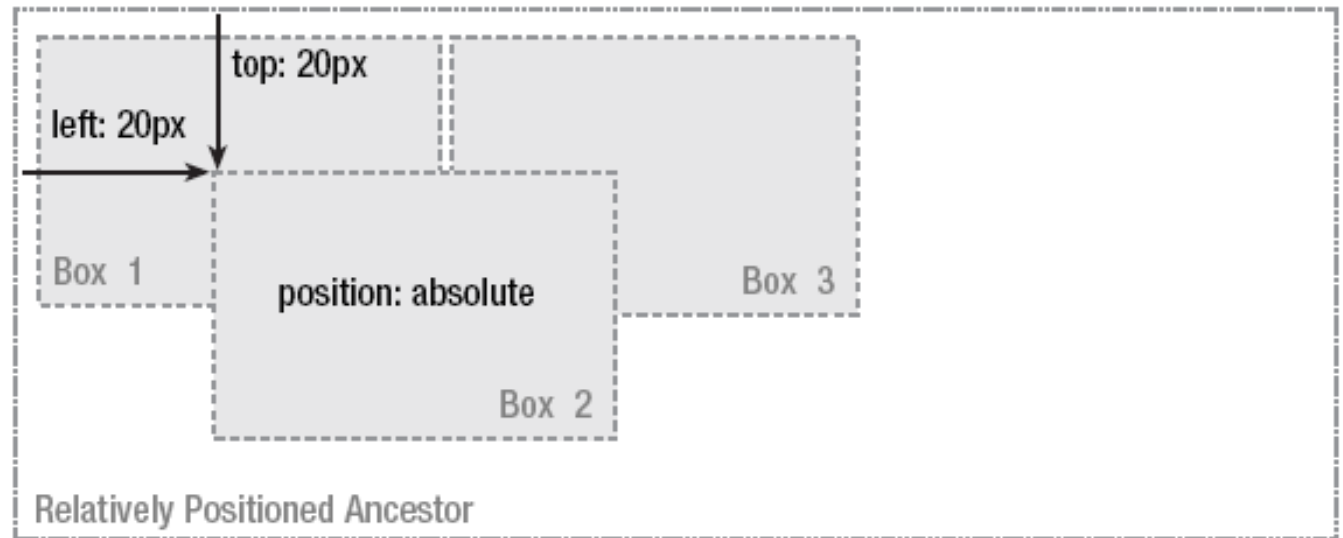 top: 20px
left: 20px
Box 1
position: absolute
Box 3
Box 2
Relatively Positioned Ancestor